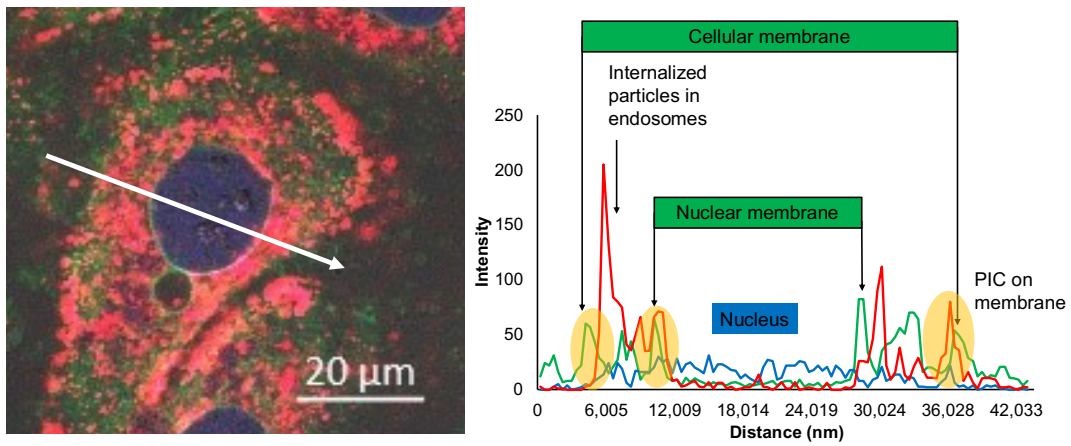 20 µm
Cellular membrane
Internalized
particles in
endosomes
Nuclear membrane
PIC on
membrane
Nucleus
Intensity
250
200
150
100
50
0
0 6,005 12,009 18,014 24,019 30,024 36,028 42,033
Distance (nm)